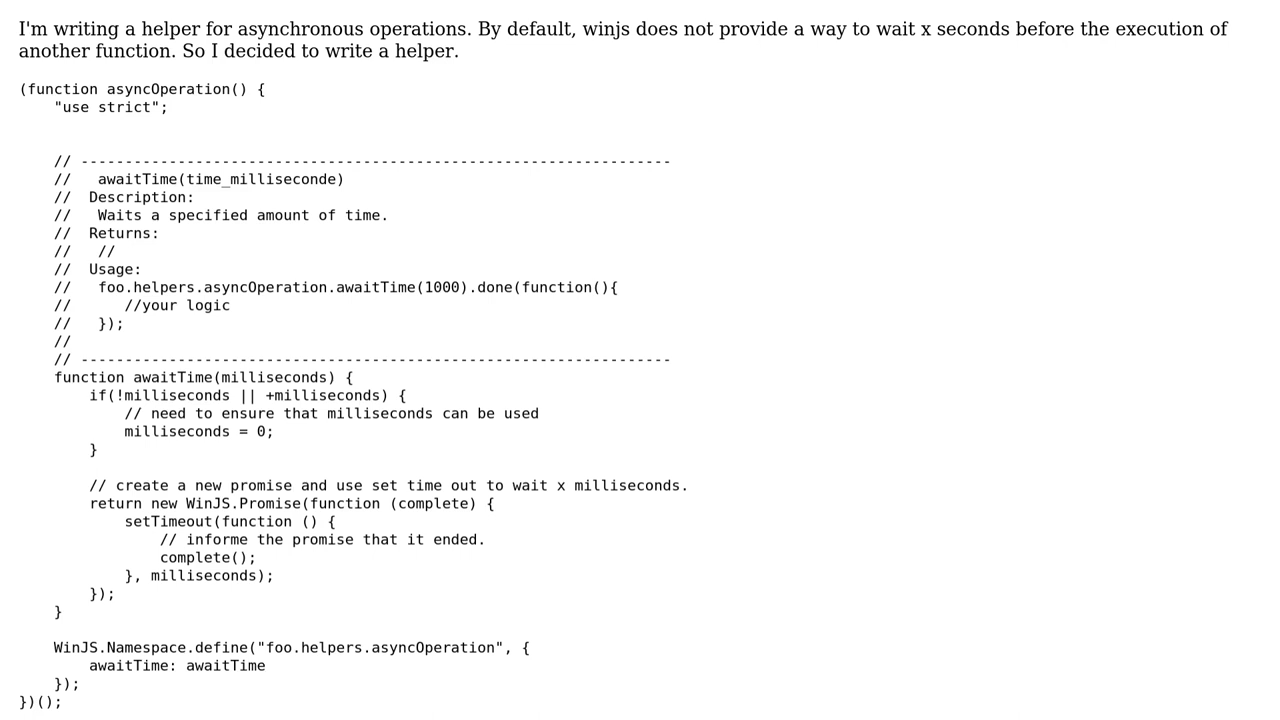 I'm writing a helper for asynchronous operations. By default, winjs does not provide a way to wait x seconds before the execution of
another function. So I decided to write a helper.
(function asyncOperation() {
    "use strict";
    // -------------------------------------------------------------------
    //   awaitTime(time_milliseconde)
    //  Description:
    //   Waits a specified amount of time.
    //  Returns:
    //   //
    //  Usage:
    //   foo.helpers.asyncOperation.awaitTime(1000).done(function(){
    //      //your logic
    //   });
    //
    // -------------------------------------------------------------------
    function awaitTime(milliseconds) {
        if(!milliseconds || +milliseconds) {
            // need to ensure that milliseconds can be used
            milliseconds = 0;
        }
        // create a new promise and use set time out to wait x milliseconds.
        return new WinJS.Promise(function (complete) {
            setTimeout(function () {
                // informe the promise that it ended.
                complete();
            }, milliseconds);
        });
    }
    WinJS.Namespace.define("foo.helpers.asyncOperation", {
        awaitTime: awaitTime
    });
})();